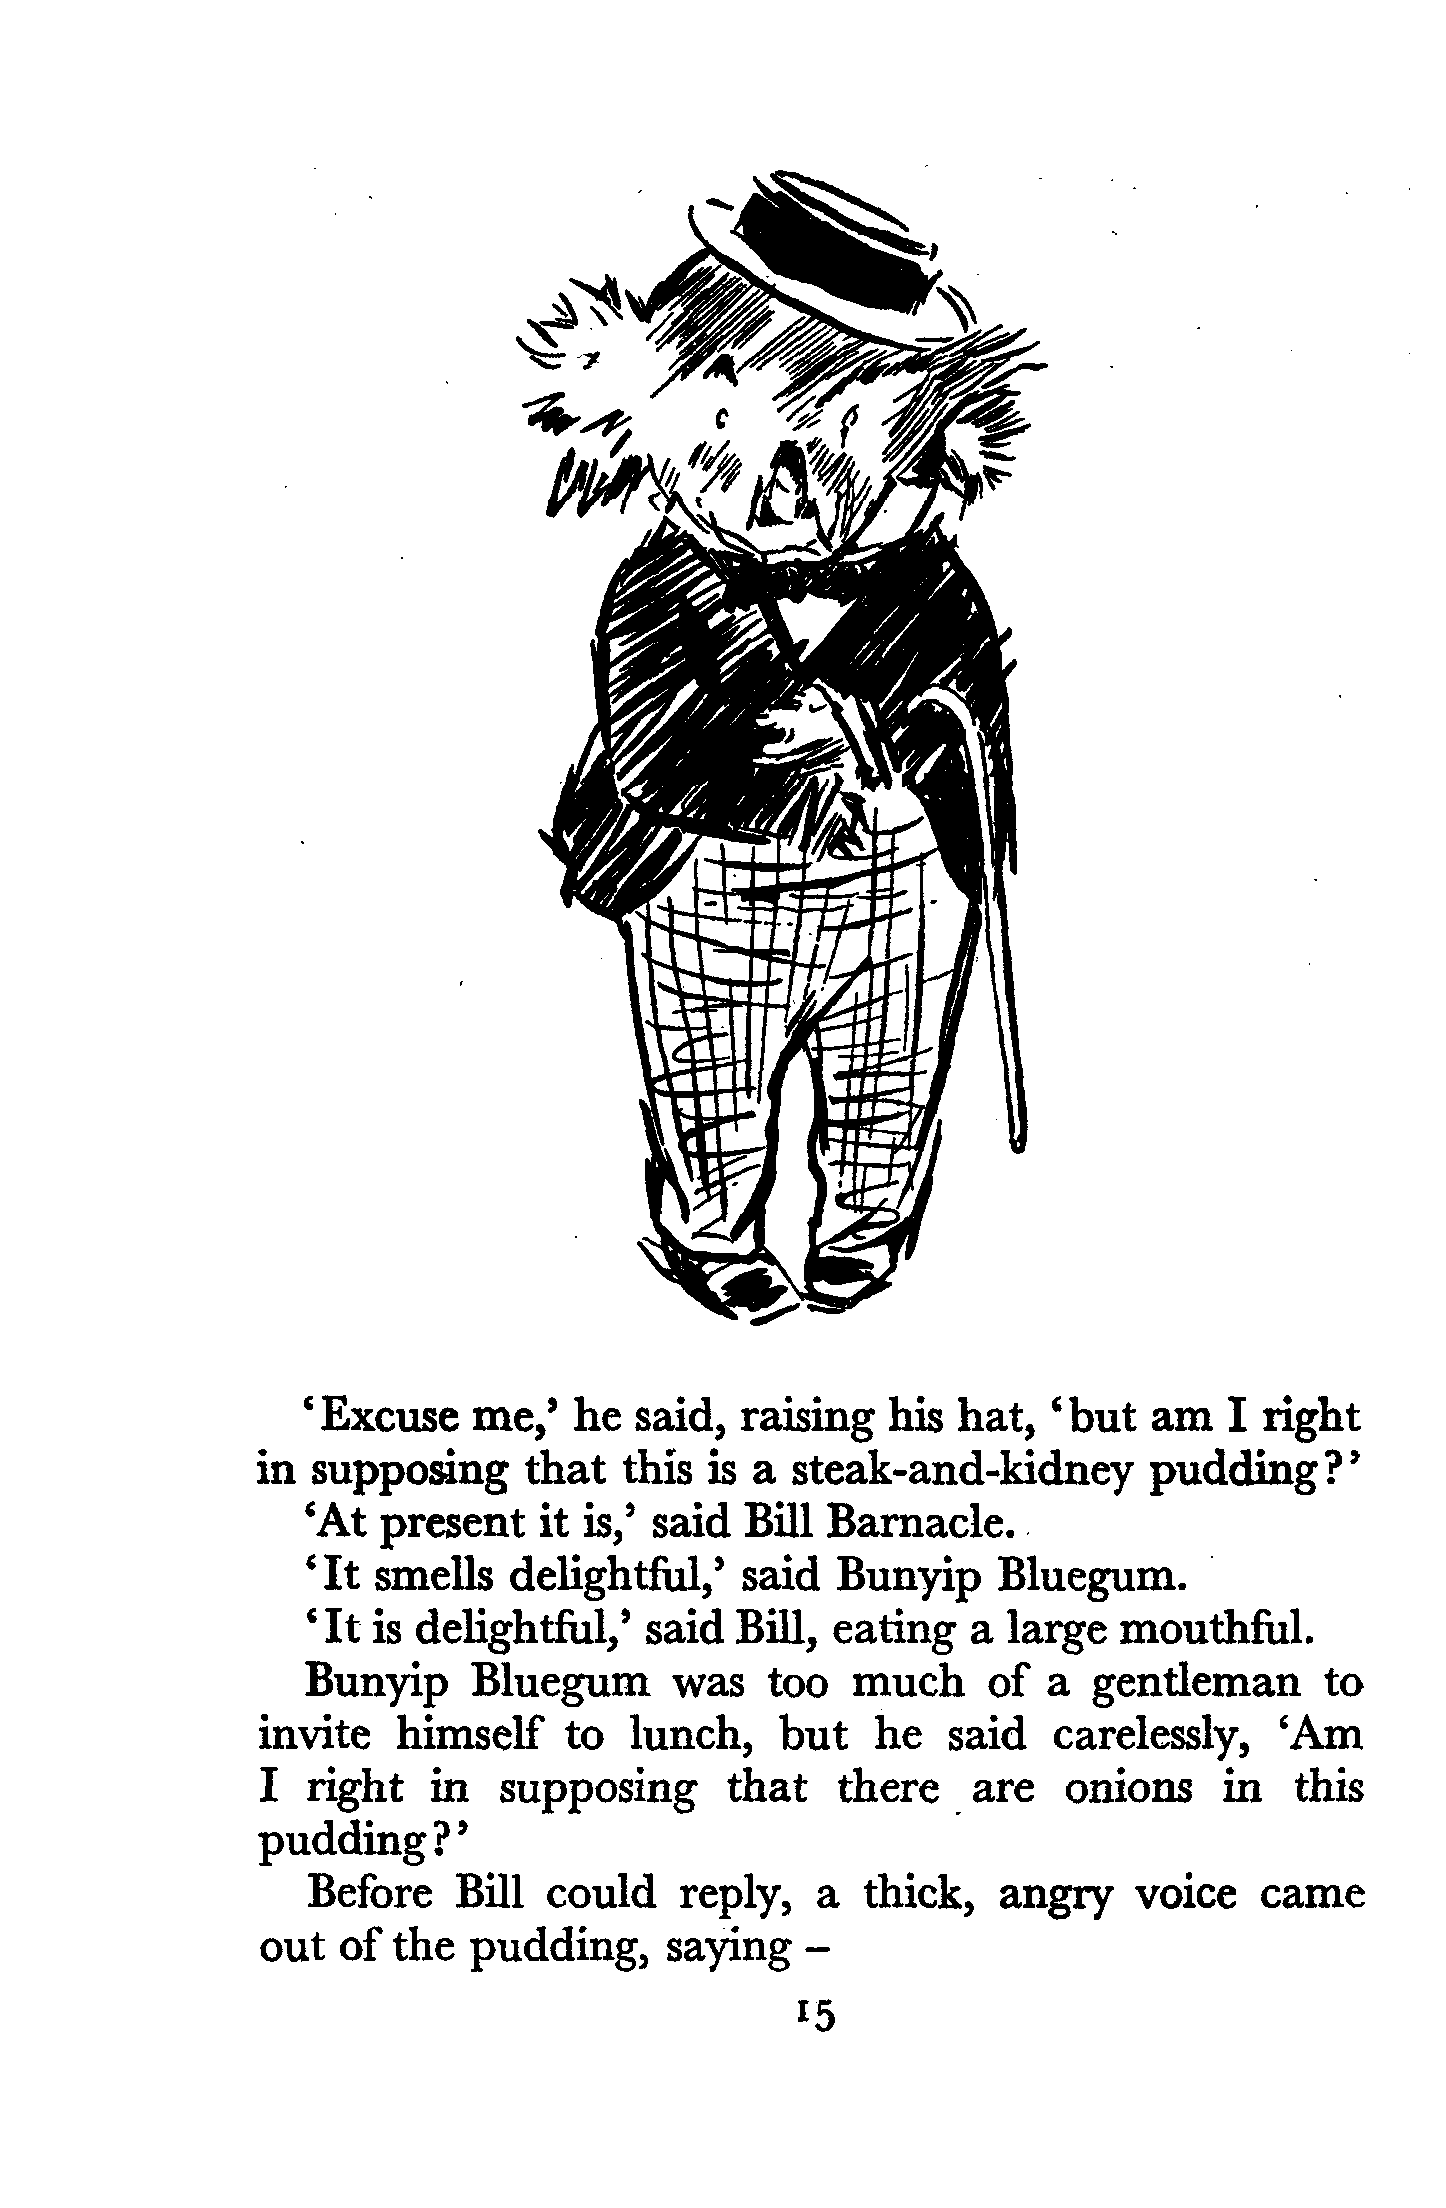 ‘Excuse me,’ he said, raising his hat, ‘but am I right
in supposing that this is a steak-and-kidney pudding?’
‘At present it is,’ said Bill Barnacle.
‘It smells delightful,’ said Bunyip Bluegum.
‘It is delightful,’ said Bill, eating a large mouthful.
Bunyip Bluegum was too much of a gentleman to
invite himself to lunch, but he said carelessly, ‘Am
I right in supposing that there are onions in this
pudding?’
Before Bill could reply, a thick, angry voice came
out of the pudding, saying –
15